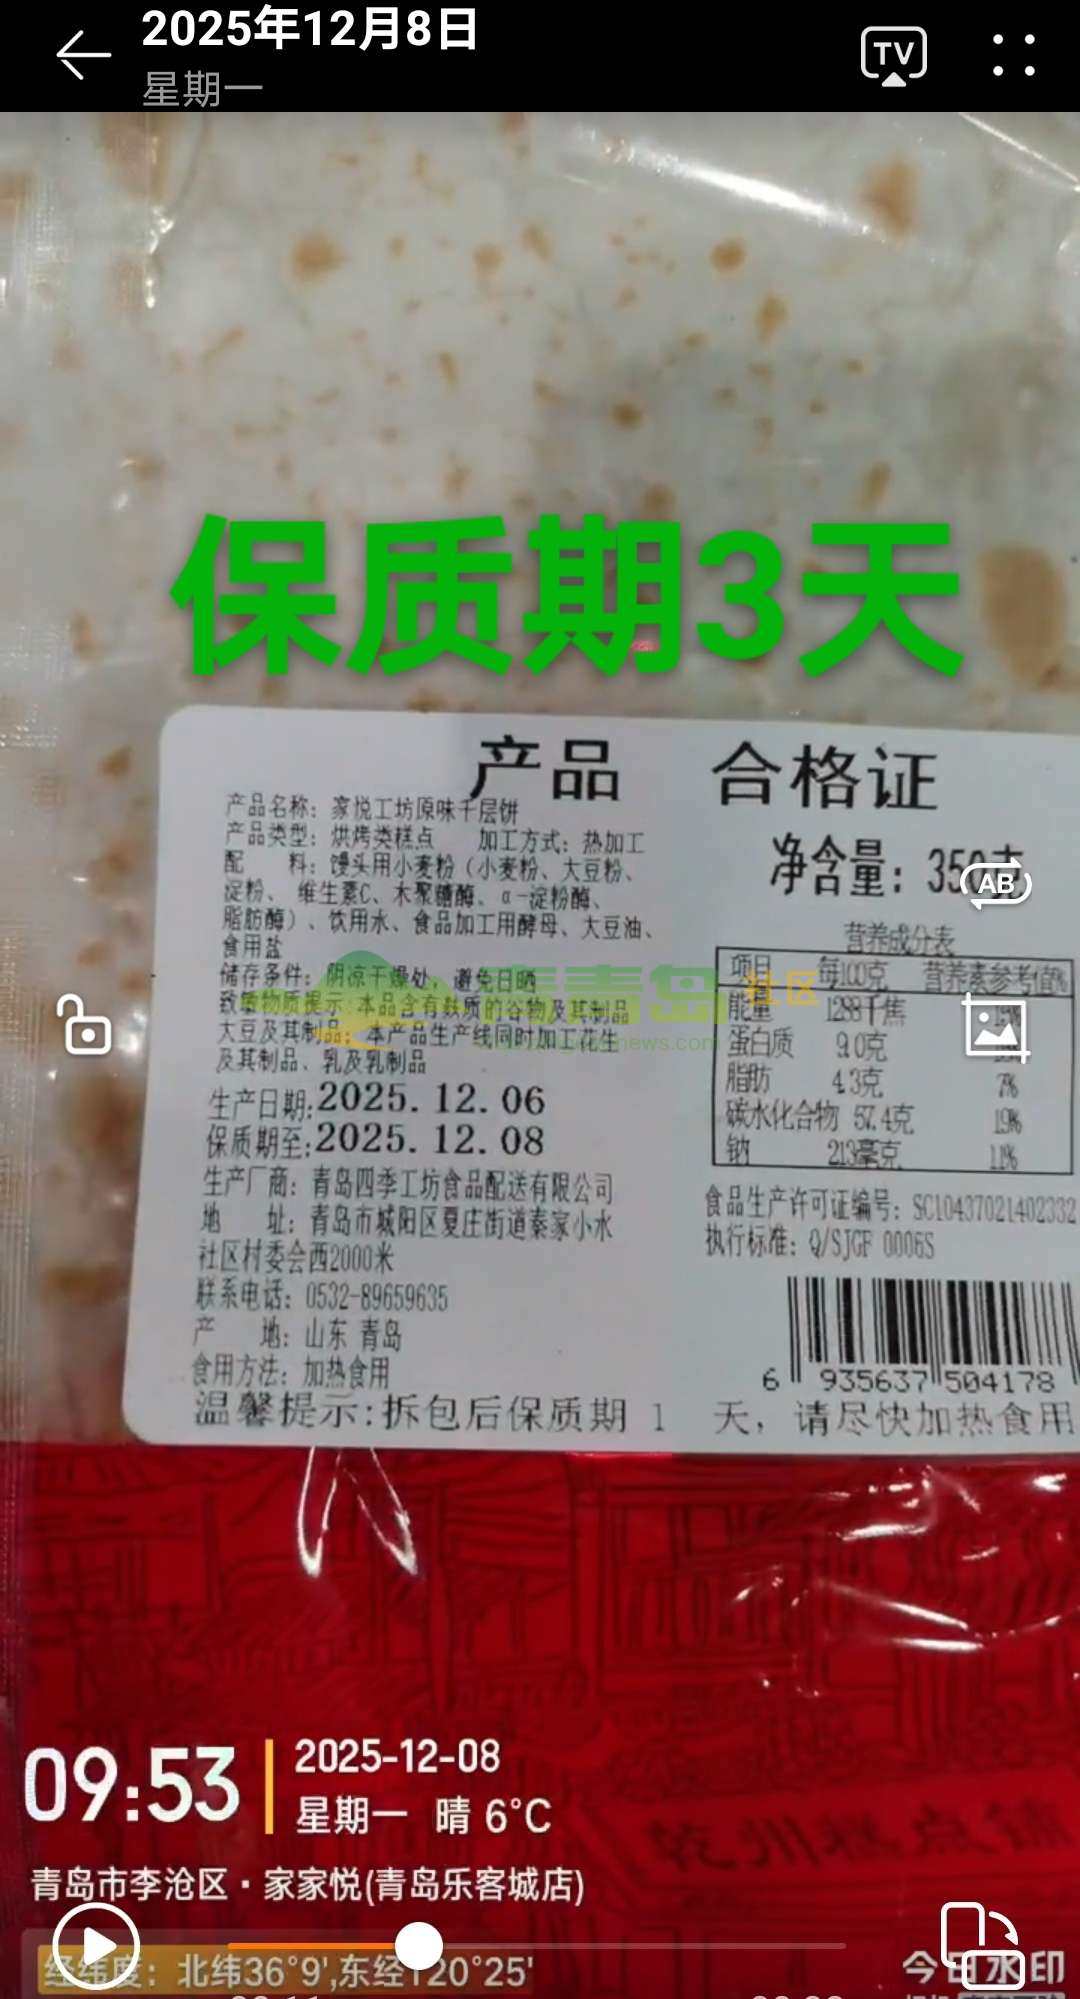 2025年12月8日
星期一
TV
保质期3天
产品 合格证
产品名称：家悦工坊原味千层饼
产品类型：烘烤类糕点 加工方式：热加工
配 料：馒头用小麦粉（小麦粉、大豆粉、
淀粉、维生素C、木聚糖酶、α-淀粉酶、
脂肪酶）、饮用水、食品加工用酵母、大豆油、
食用盐
储存条件：阴凉干燥处，避免日晒
致敏物质提示：本品含有麸质的谷物及其制品
大豆及其制品；本产品生产线同时加工花生
及其制品、乳及乳制品
生产日期:2025.12.06
保质期至:2025.12.08
生产厂商：青岛四季工坊食品配送有限公司
地 址：青岛市城阳区夏庄街道秦家小水
社区村委会西2000米
联系电话：0532-89659635
产 地：山东 青岛
食用方法：加热食用
温馨提示:拆包后保质期 1 天，请尽快加热食用
净含量：350克
AB
营养成分表
项目 每100克 营养素参考值%
能量 1288千焦 15%
蛋白质 9.0克
脂肪 4.3克 7%
碳水化合物 57.4克 19%
钠 213毫克 11%
食品生产许可证编号：SC10437021402332
执行标准：Q/SJGF 0006S
6 935637 504178
青青岛 社区
09:53
2025-12-08
星期一 晴 6°C
青岛市李沧区·家家悦(青岛乐客城店)
经纬度：北纬36°9',东经120°25'
今日水印